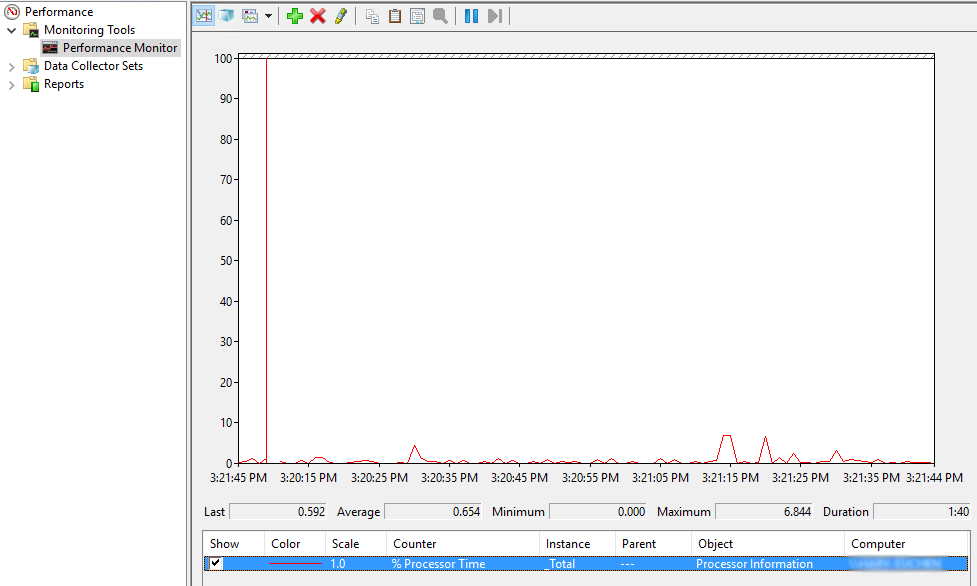 Performance
Monitoring Tools
Performance Monitor
Data Collector Sets
Reports
100
90
80
70
60
50
40
30
20
10
0
3:21:45 PM 3:20:15 PM 3:20:25 PM 3:20:35 PM 3:20:45 PM 3:20:55 PM 3:21:05 PM 3:21:15 PM 3:21:25 PM 3:21:35 PM 3:21:44 PM
Last 0.592 Average 0.654 Minimum 0.000 Maximum 6.844 Duration 1:40
Show Color Scale Counter Instance Parent Object Computer
1.0 % Processor Time _Total --- Processor Information